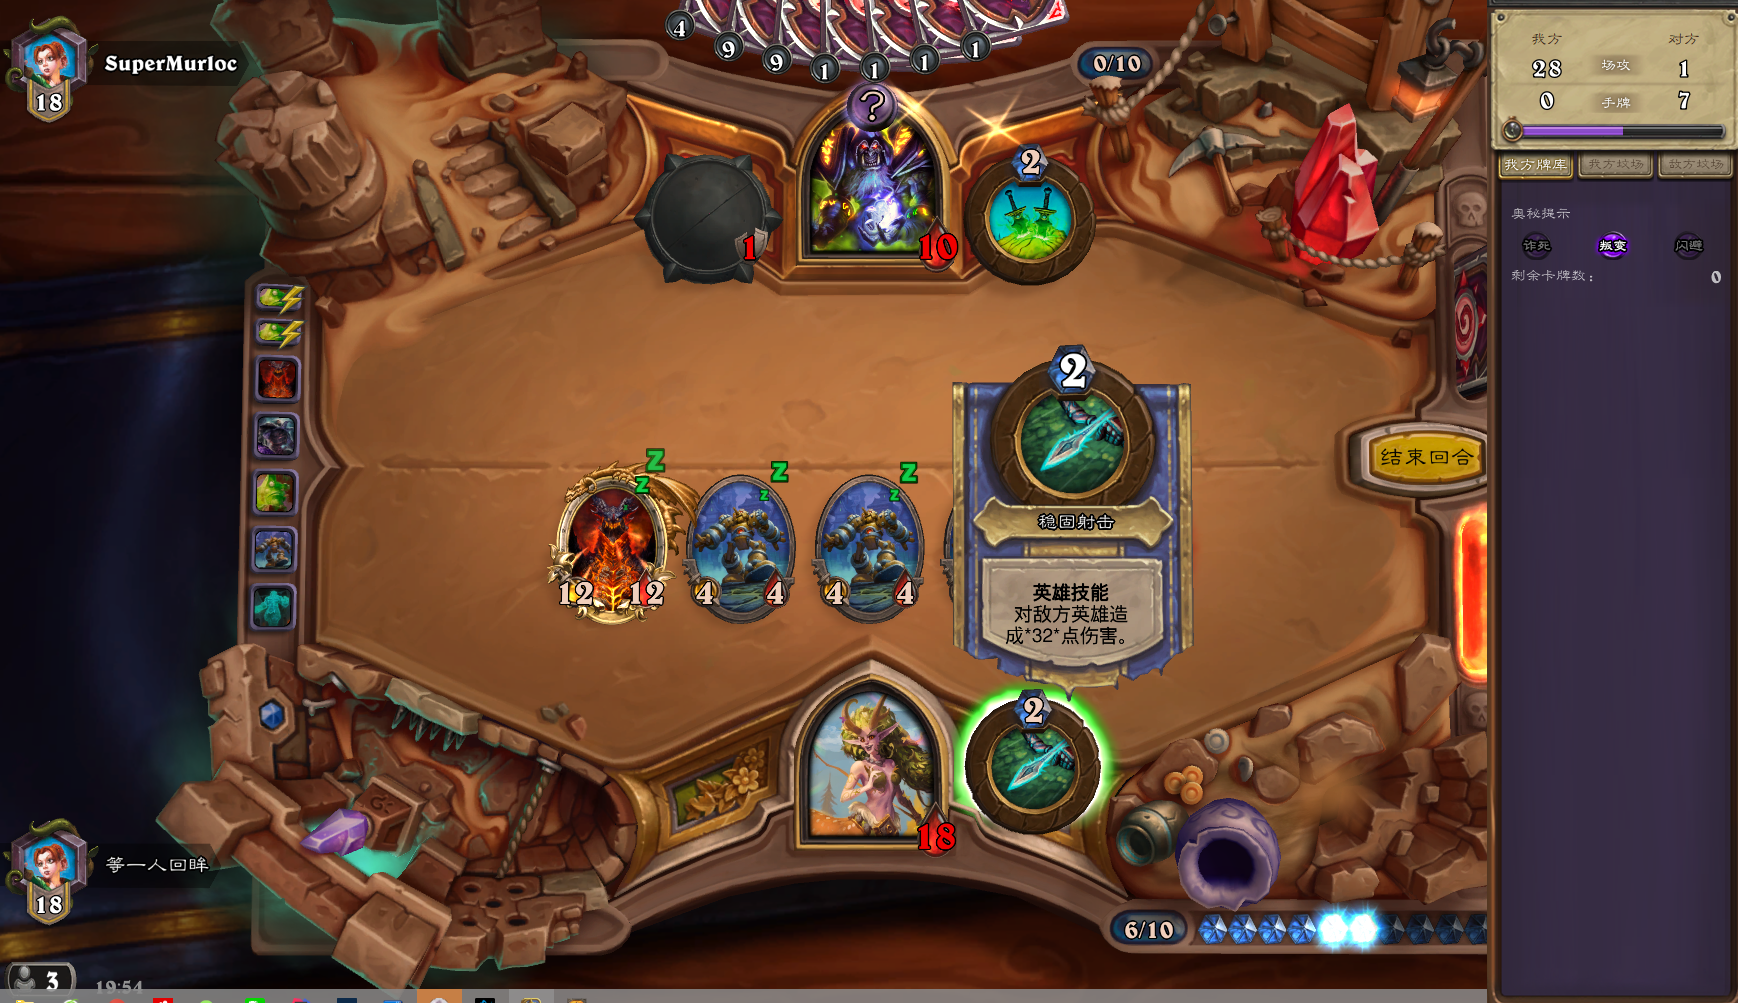 4
9
9
1
1
1
1
0/10
SuperMurloc
18
?
2
1
10
我方
对方
28
场攻
1
0
手牌
7
我方牌库
我方坟场
敌方坟场
奥秘提示
诈死
叛变
闪避
剩余卡牌数：
0
2
结束回合
Z
Z
Z
Z
Z
Z
稳固射击
12
12
4
4
4
4
英雄技能
对敌方英雄造
成*32*点伤害。
2
18
等一人回眸
18
6/10
3
19:54